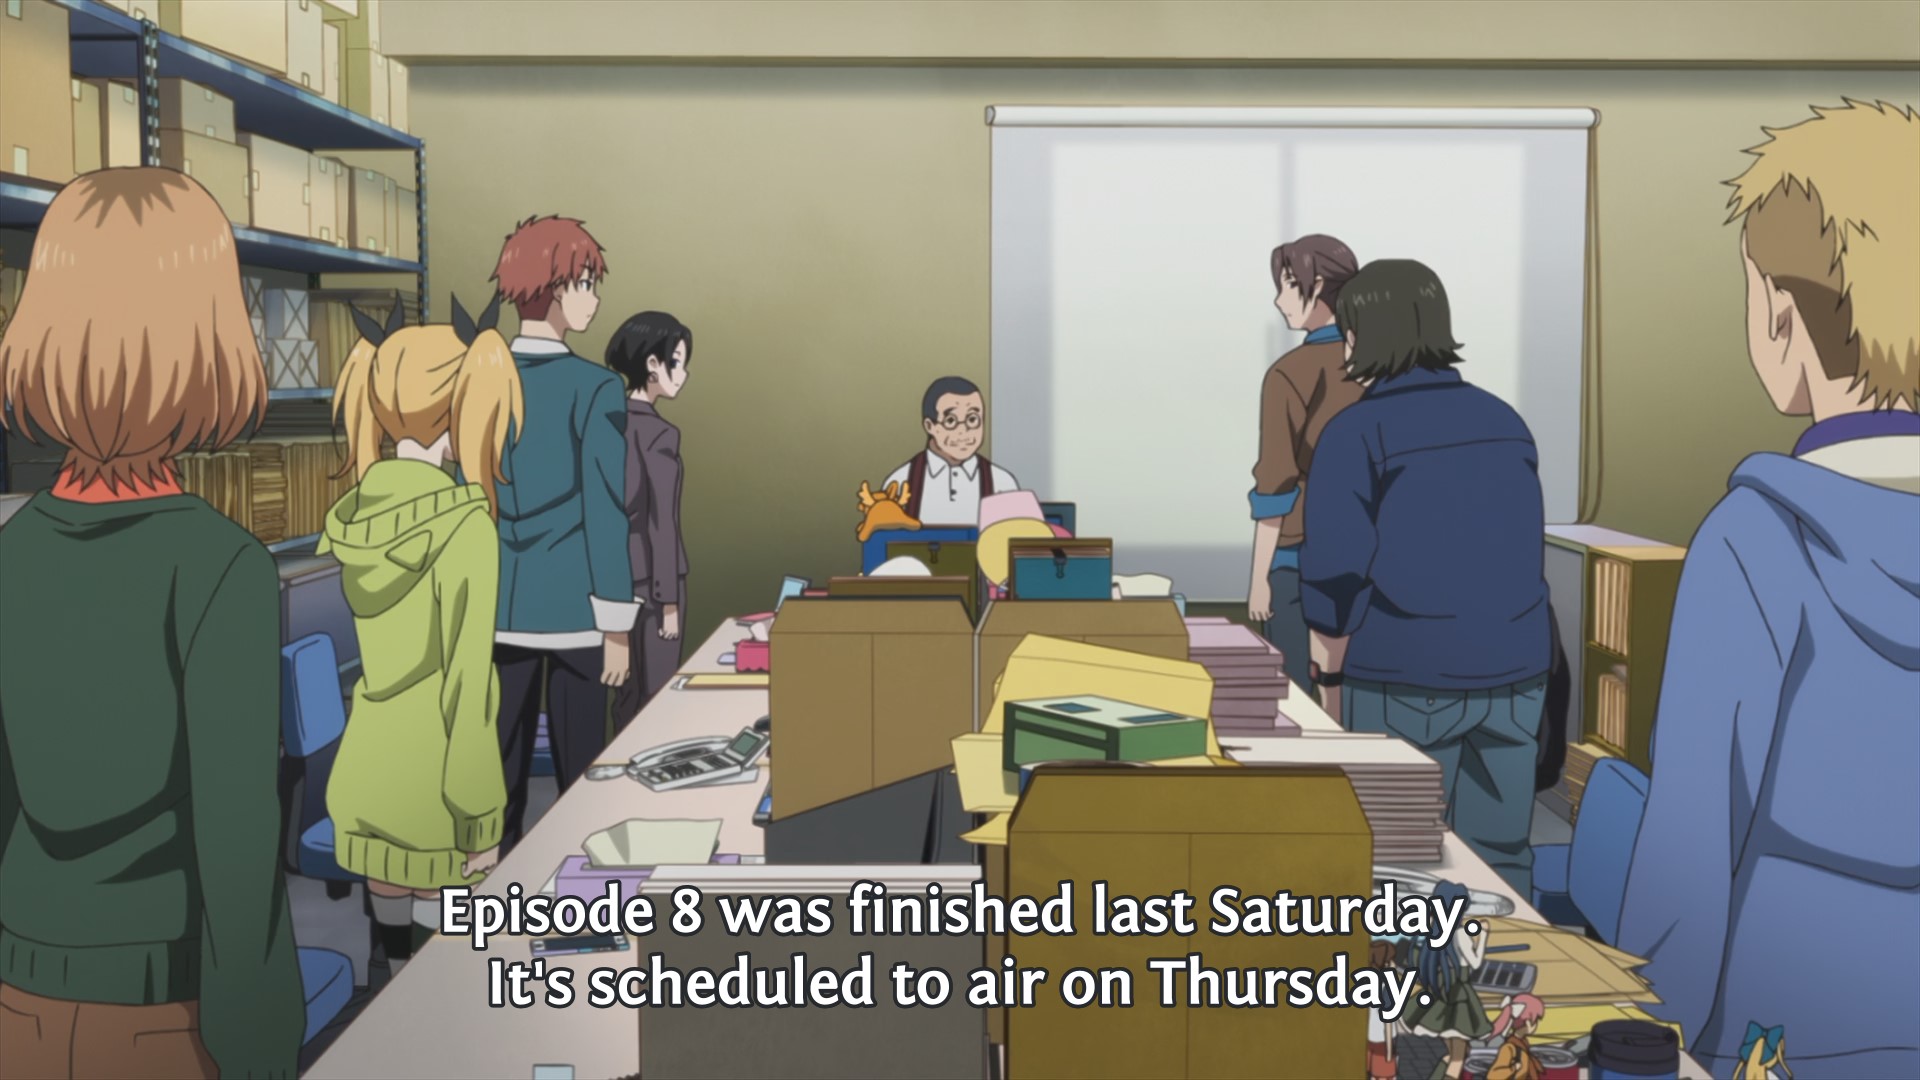 Episode 8 was finished last Saturday.
It's scheduled to air on Thursday.